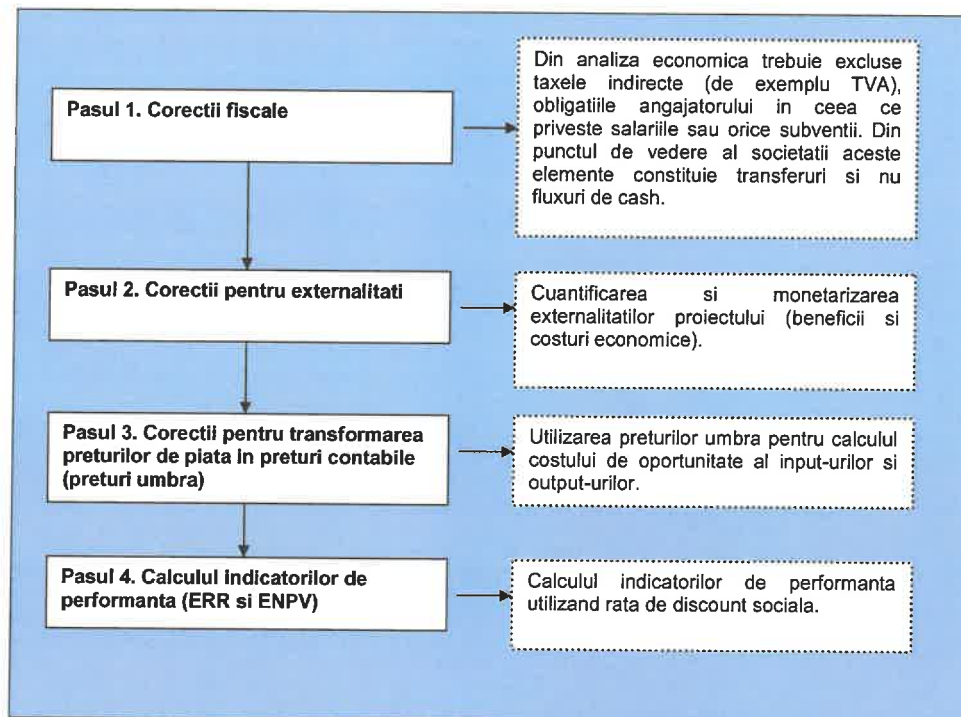 Pasul 1. Corectii fiscale
Din analiza economica trebuie excluse
taxele indirecte (de exemplu TVA),
obligatiile angajatorului in ceea ce
priveste salariile sau orice subventii. Din
punctul de vedere al societatii aceste
elemente constituie transferuri si nu
fluxuri de cash.
Pasul 2. Corectii pentru externalitati
Cuantificarea si monetarizarea
externalitatilor proiectului (beneficii si
costuri economice).
Pasul 3. Corectii pentru transformarea
preturilor de piata in preturi contabile
(preturi umbra)
Utilizarea preturilor umbra pentru calculul
costului de oportunitate al input-urilor si
output-urilor.
Pasul 4. Calculul indicatorilor de
performanta (ERR si ENPV)
Calculul indicatorilor de performanta
utilizand rata de discount sociala.